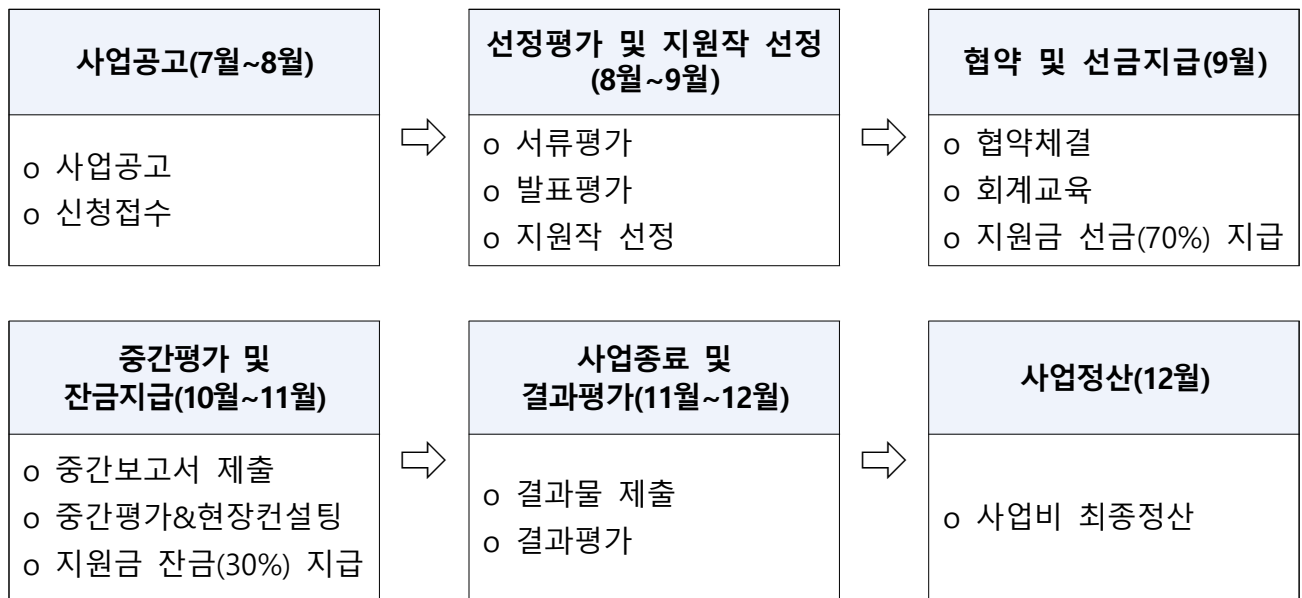 사업공고(7월~8월)
o 사업공고
o 신청접수
선정평가 및 지원작 선정
(8월~9월)
o 서류평가
o 발표평가
o 지원작 선정
협약 및 선금지급(9월)
o 협약체결
o 회계교육
o 지원금 선금(70%) 지급
중간평가 및
잔금지급(10월~11월)
o 중간보고서 제출
o 중간평가&현장컨설팅
o 지원금 잔금(30%) 지급
사업종료 및
결과평가(11월~12월)
o 결과물 제출
o 결과평가
사업정산(12월)
o 사업비 최종정산